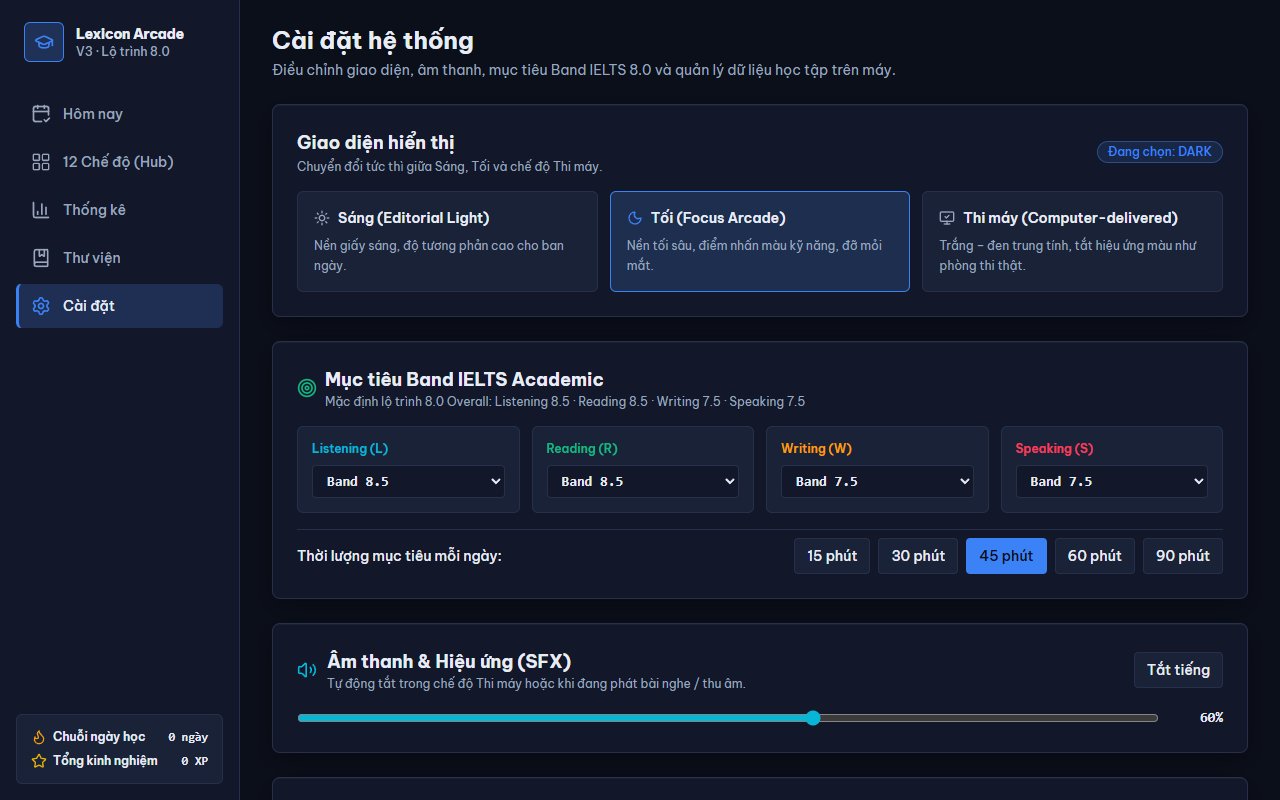 Lexicon Arcade
V3 · Lộ trình 8.0
Hôm nay
12 Chế độ (Hub)
Thống kê
Thư viện
Cài đặt
Chuỗi ngày học 0 ngày
Tổng kinh nghiệm 0 XP
Cài đặt hệ thống
Điều chỉnh giao diện, âm thanh, mục tiêu Band IELTS 8.0 và quản lý dữ liệu học tập trên máy.
Giao diện hiển thị
Chuyển đổi tức thì giữa Sáng, Tối và chế độ Thi máy.
Đang chọn: DARK
Sáng (Editorial Light)
Nền giấy sáng, độ tương phản cao cho ban
ngày.
Tối (Focus Arcade)
Nền tối sâu, điểm nhấn màu kỹ năng, đỡ mỏi
mắt.
Thi máy (Computer-delivered)
Trắng – đen trung tính, tắt hiệu ứng màu như
phòng thi thật.
Mục tiêu Band IELTS Academic
Mặc định lộ trình 8.0 Overall: Listening 8.5 · Reading 8.5 · Writing 7.5 · Speaking 7.5
Listening (L)
Band 8.5
Reading (R)
Band 8.5
Writing (W)
Band 7.5
Speaking (S)
Band 7.5
Thời lượng mục tiêu mỗi ngày:
15 phút
30 phút
45 phút
60 phút
90 phút
Âm thanh & Hiệu ứng (SFX)
Tự động tắt trong chế độ Thi máy hoặc khi đang phát bài nghe / thu âm.
Tắt tiếng
60%